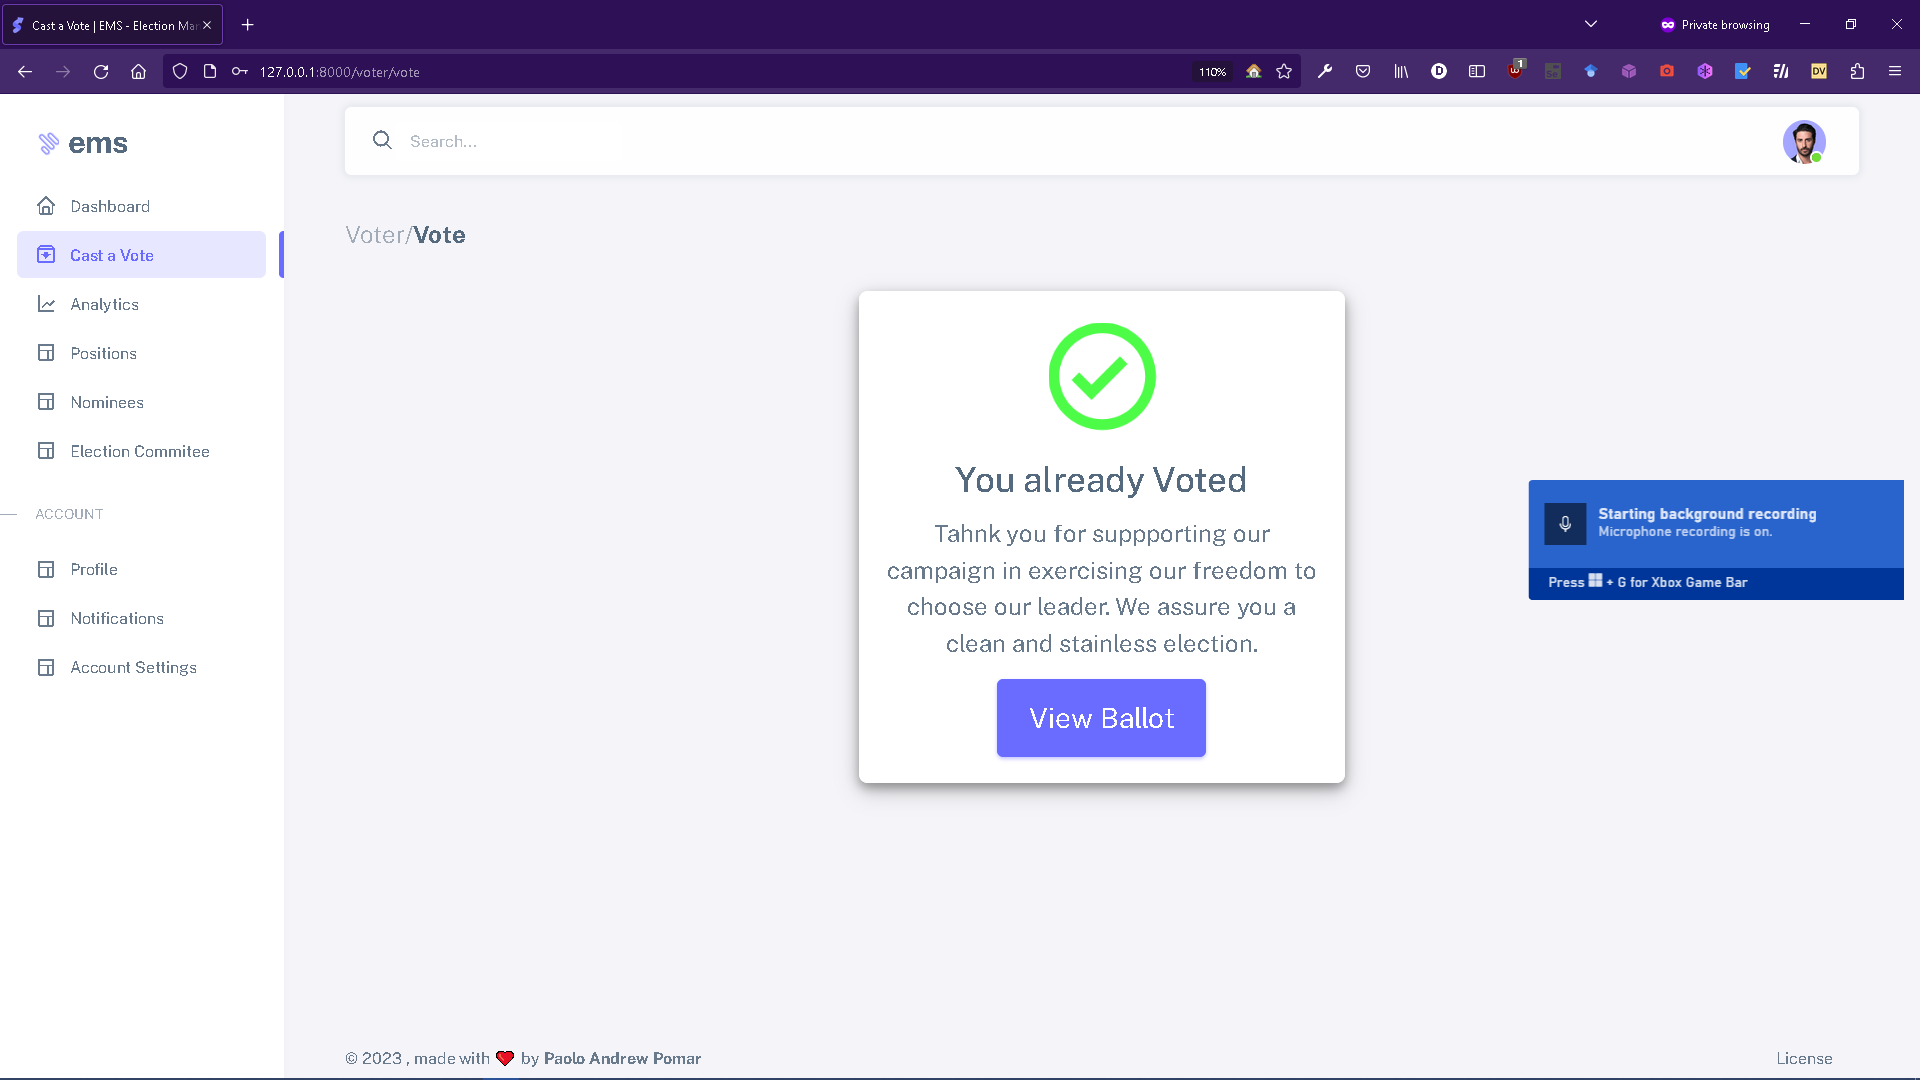 Cast a Vote | EMS - Election Ma
Private browsing
127.0.0.1:8000/voter/vote
110%
1
D
DV
ems
Search...
Dashboard
Cast a Vote
Analytics
Positions
Nominees
Election Commitee
ACCOUNT
Profile
Notifications
Account Settings
Voter/Vote
You already Voted
Tahnk you for suppporting our
campaign in exercising our freedom to
choose our leader. We assure you a
clean and stainless election.
View Ballot
Starting background recording
Microphone recording is on.
Press + G for Xbox Game Bar
© 2023 , made with ❤️ by Paolo Andrew Pomar
License